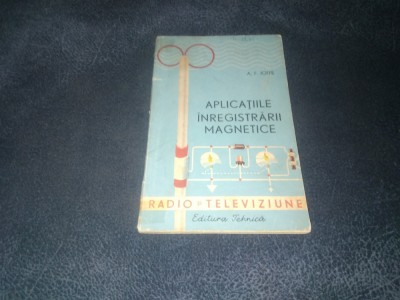 APLICAȚIILE
ÎNREGISTRĂRII
MAGNETICE
RADIO TELEVIZIUNE
Editura Tehnică